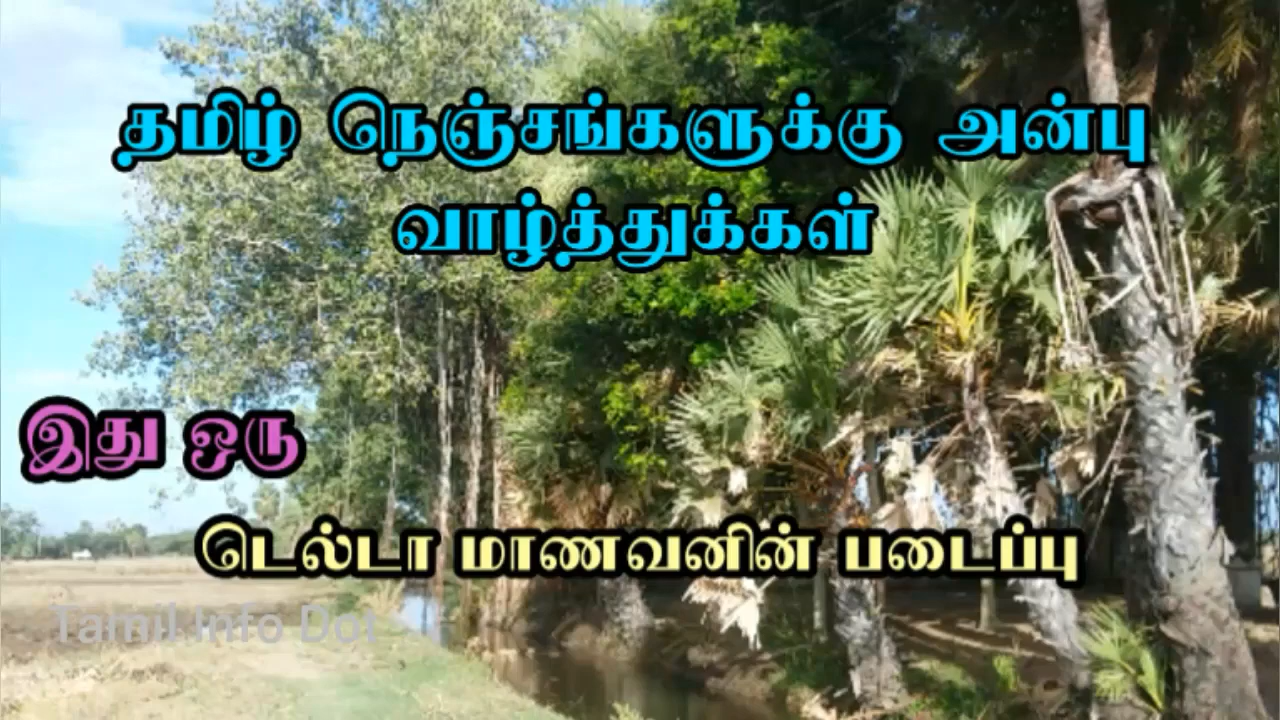 தமிழ் நெஞ்சங்களுக்கு அன்பு
வாழ்த்துக்கள்
இது ஒரு
டெல்டா மாணவனின் படைப்பு
Tamil Info Dot